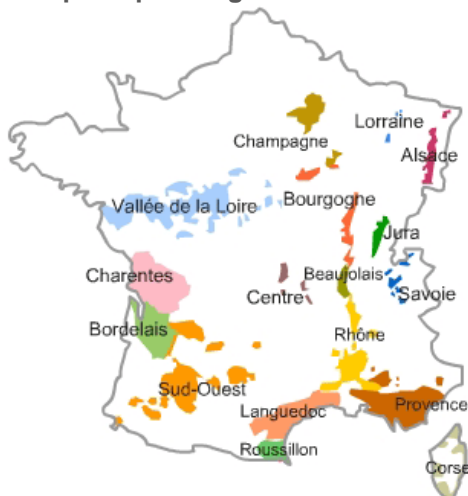 Lorraine
Champagne
Alsace
Bourgogne
Vallée de la Loire
Jura
Charentes
Beaujolais
Centre
Savoie
Bordelais
Rhône
Sud-Ouest
Provence
Languedoc
Roussillon
Corse